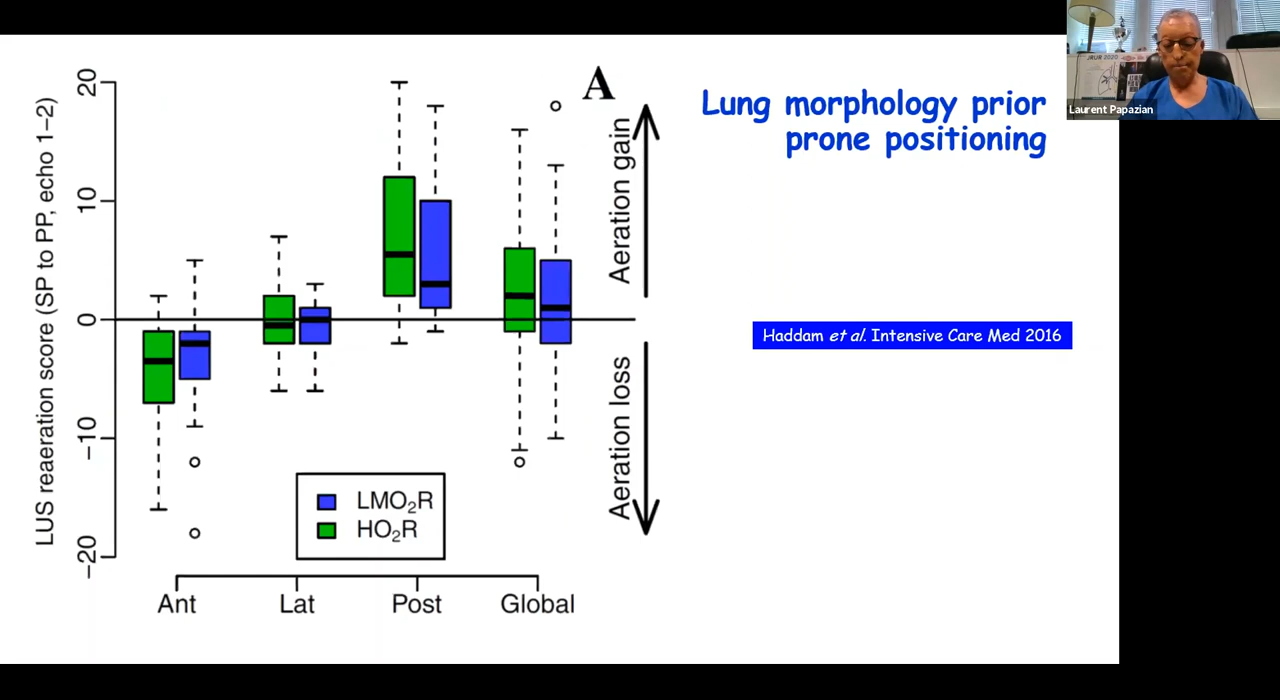 A
Lung morphology prior
prone positioning
Laurent Papazian
JRUR 2020
LUS reaeration score (SP to PP, echo 1–2)
20
10
0
−10
−20
Aeration gain
Aeration loss
Haddam et al. Intensive Care Med 2016
LMO₂R
HO₂R
Ant Lat Post Global